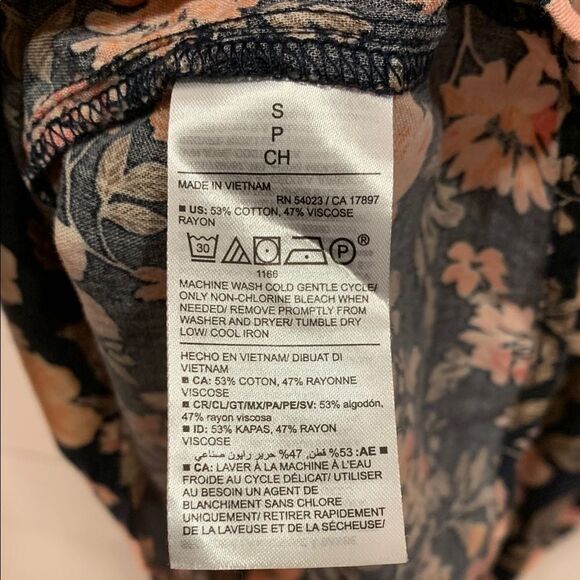 S
P
CH
MADE IN VIETNAM
RN 54023 / CA 17897
■ US: 53% COTTON, 47% VISCOSE
RAYON
30 P ®
1166
MACHINE WASH COLD GENTLE CYCLE/
ONLY NON-CHLORINE BLEACH WHEN
NEEDED/ REMOVE PROMPTLY FROM
WASHER AND DRYER/ TUMBLE DRY
LOW/ COOL IRON
HECHO EN VIETNAM/ DIBUAT DI
VIETNAM
■ CA: 53% COTON, 47% RAYONNE
VISCOSE
■ CR/CL/GT/MX/PA/PE/SV: 53% algodón,
47% rayon viscosa
■ ID: 53% KAPAS, 47% RAYON
VISCOSE
■ AE: 53% قطن, 47% حرير رايون صناعي
■ CA: LAVER À LA MACHINE À L'EAU
FROIDE AU CYCLE DÉLICAT/ UTILISER
AU BESOIN UN AGENT DE
BLANCHIMENT SANS CHLORE
UNIQUEMENT/ RETIRER RAPIDEMENT
DE LA LAVEUSE ET DE LA SÉCHEUSE/